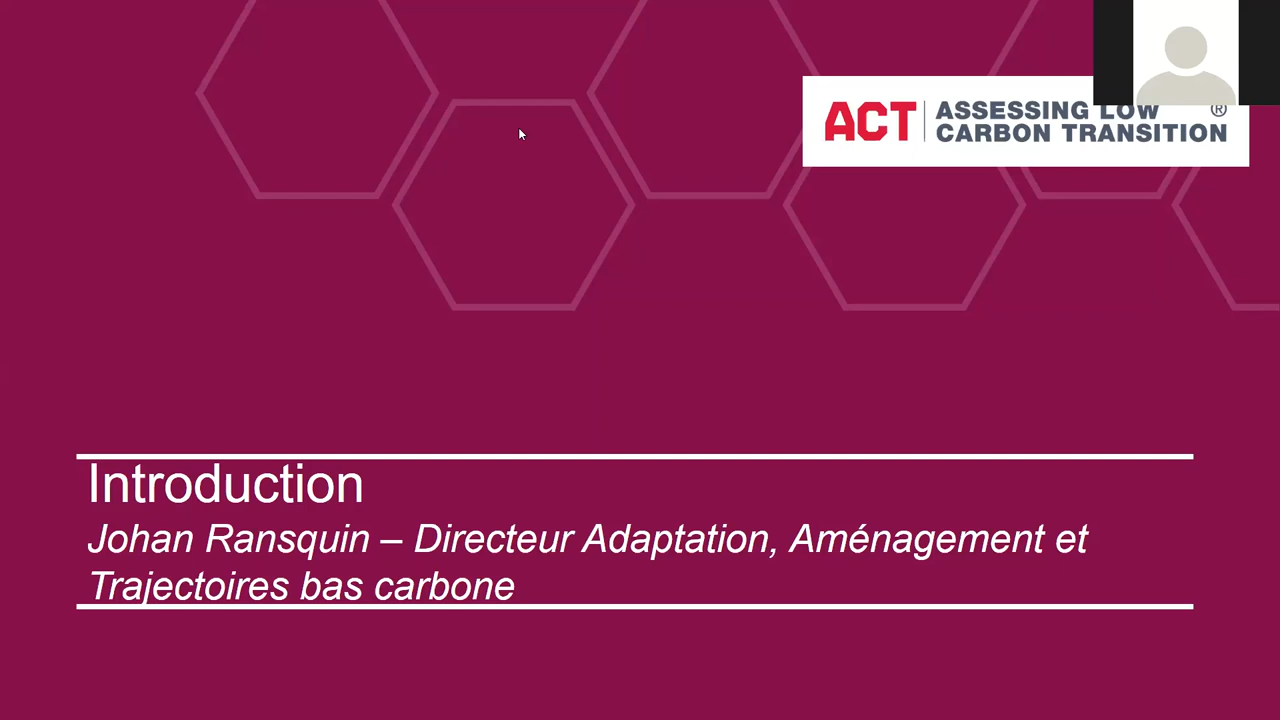 ACT ASSESSING LOW ®
CARBON TRANSITION
Introduction
Johan Ransquin – Directeur Adaptation, Aménagement et
Trajectoires bas carbone